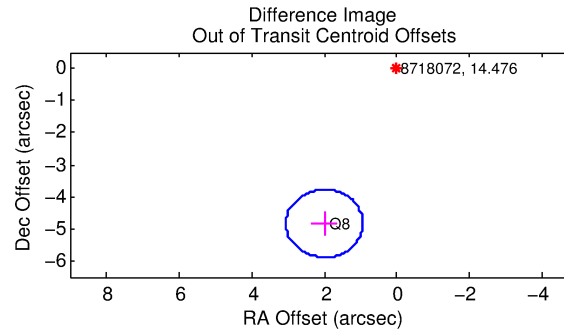 Difference Image
Out of Transit Centroid Offsets
Dec Offset (arcsec)
0
−1
−2
−3
−4
−5
−6
8718072, 14.476
Q8
8 6 4 2 0 −2 −4
RA Offset (arcsec)